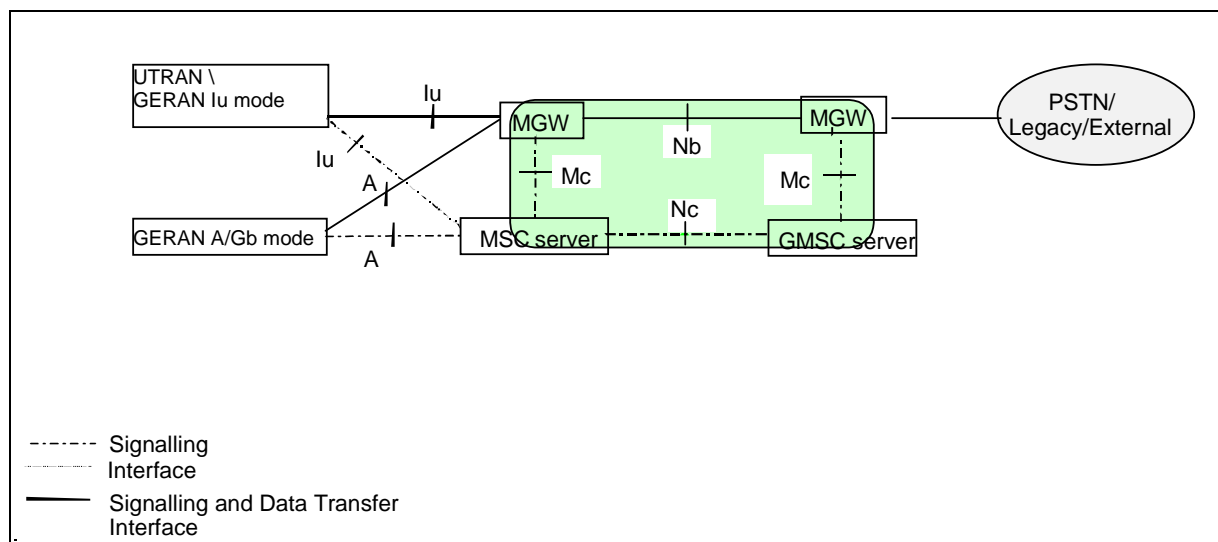 UTRAN \
GERAN Iu mode
Iu
MGW
MGW
PSTN/
Legacy/External
Nb
Iu
Mc
Mc
A
Nc
GERAN A/Gb mode
MSC server
GMSC server
A
Signalling
Interface
Signalling and Data Transfer
Interface